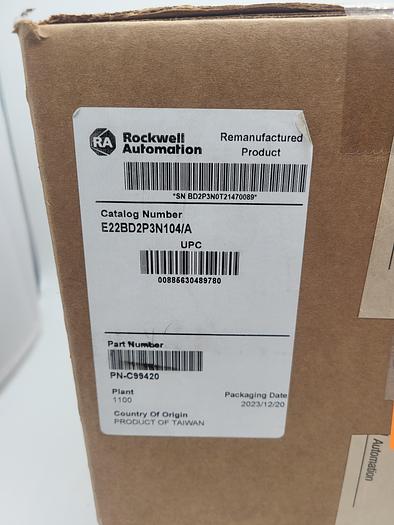 RA Rockwell Automation
Remanufactured Product
*SN BD2P3N0T21470089*
Catalog Number
E22BD2P3N104/A
UPC
00885630489780
Part Number
PN-C99420
Plant
1100
Packaging Date
2023/12/20
Country Of Origin
PRODUCT OF TAIWAN
Automation